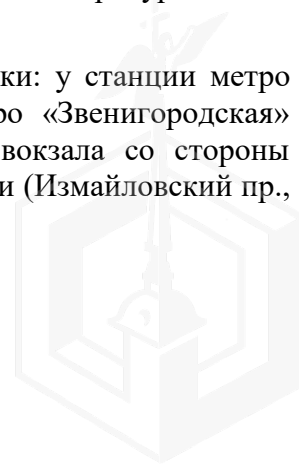 ки: у станции метро
ро «Звенигородская»
вокзала со стороны
и (Измайловский пр.,